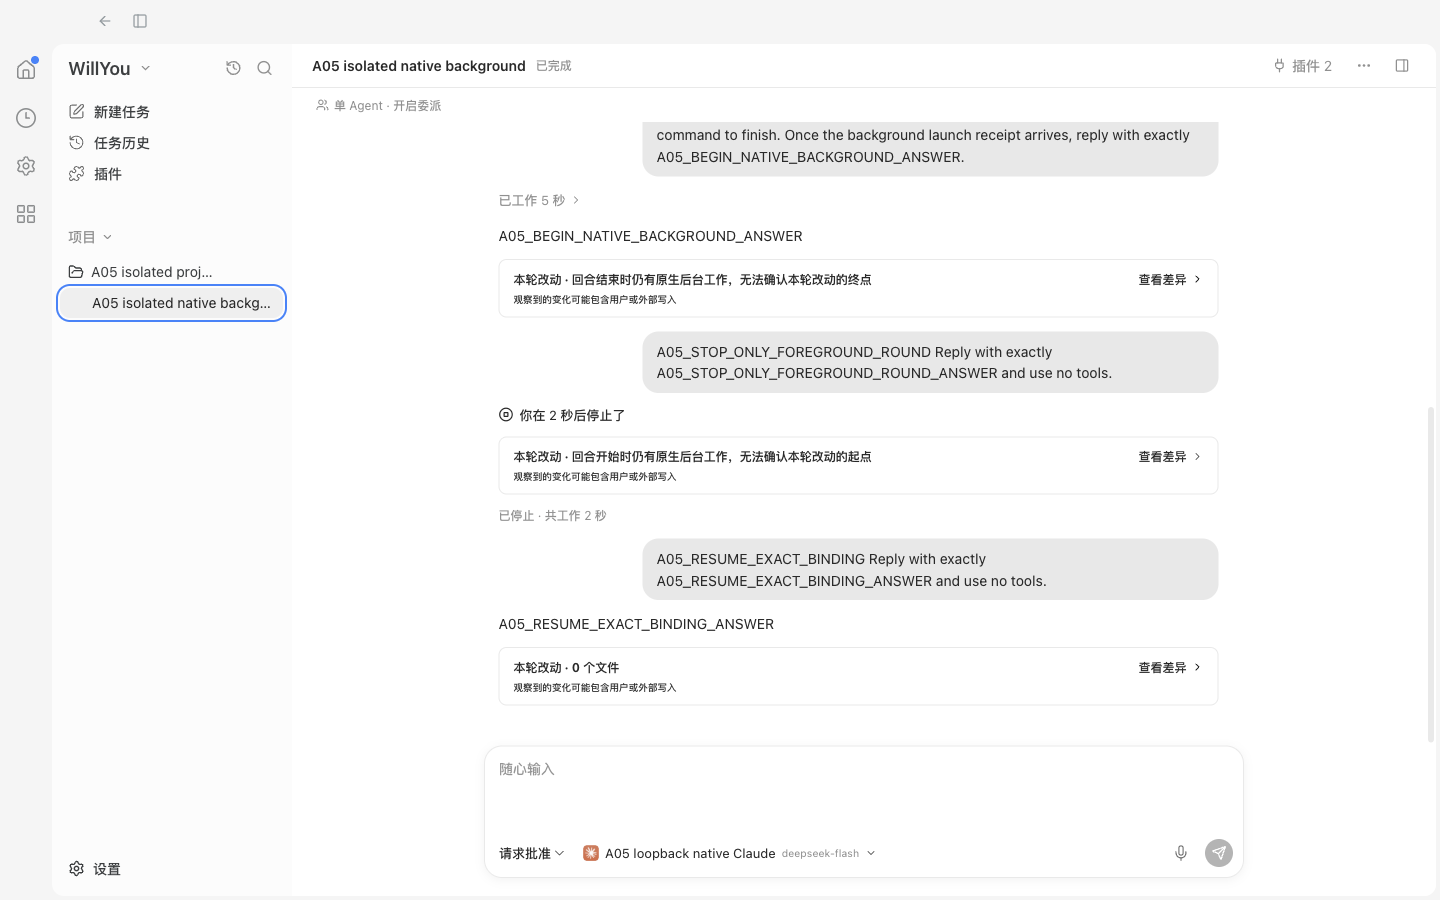 WillYou
新建任务
任务历史
插件
项目
A05 isolated proj...
A05 isolated native backg...
设置
A05 isolated native background 已完成
插件 2
单 Agent · 开启委派
command to finish. Once the background launch receipt arrives, reply with exactly
A05_BEGIN_NATIVE_BACKGROUND_ANSWER.
已工作 5 秒
A05_BEGIN_NATIVE_BACKGROUND_ANSWER
本轮改动 · 回合结束时仍有原生后台工作，无法确认本轮改动的终点 查看差异
观察到的变化可能包含用户或外部写入
A05_STOP_ONLY_FOREGROUND_ROUND Reply with exactly
A05_STOP_ONLY_FOREGROUND_ROUND_ANSWER and use no tools.
你在 2 秒后停止了
本轮改动 · 回合开始时仍有原生后台工作，无法确认本轮改动的起点 查看差异
观察到的变化可能包含用户或外部写入
已停止 · 共工作 2 秒
A05_RESUME_EXACT_BINDING Reply with exactly
A05_RESUME_EXACT_BINDING_ANSWER and use no tools.
A05_RESUME_EXACT_BINDING_ANSWER
本轮改动 · 0 个文件 查看差异
观察到的变化可能包含用户或外部写入
随心输入
请求批准 A05 loopback native Claude deepseek-flash